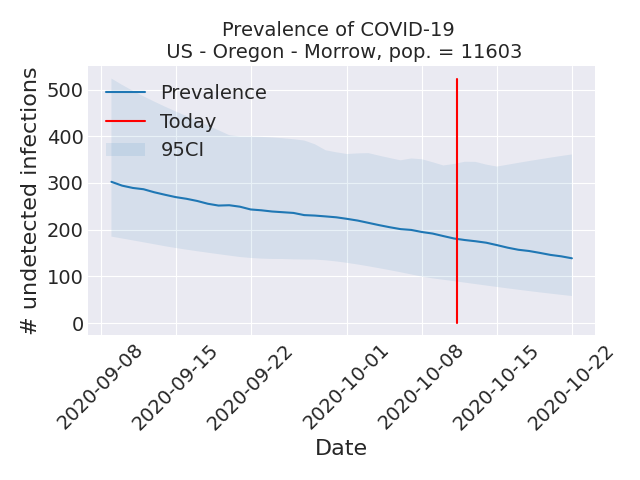 Prevalence of COVID-19
US - Oregon - Morrow, pop. = 11603
# undetected infections
500
400
300
200
100
0
Prevalence
Today
95CI
2020-09-08
2020-09-15
2020-09-22
2020-10-01
2020-10-08
2020-10-15
2020-10-22
Date